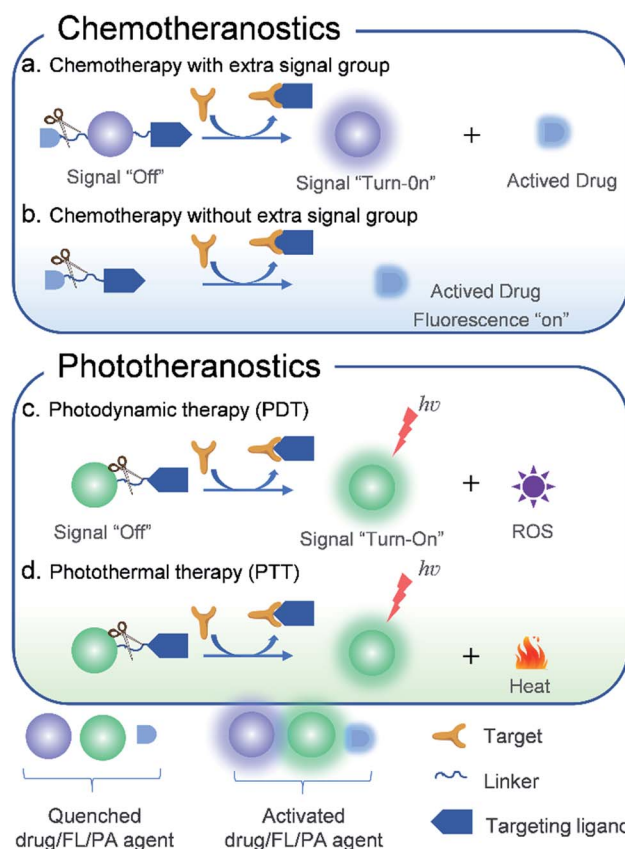 Chemotheranostics
a. Chemotherapy with extra signal group
Signal “Off”
Signal “Turn-0n”
+
Actived Drug
b. Chemotherapy without extra signal group
Actived Drug
Fluorescence “on”
Phototheranostics
c. Photodynamic therapy (PDT)
hv
Signal “Off”
Signal “Turn-On”
+
ROS
d. Photothermal therapy (PTT)
hv
+
Heat
Quenched
drug/FL/PA agent
Activated
drug/FL/PA agent
Target
Linker
Targeting ligand